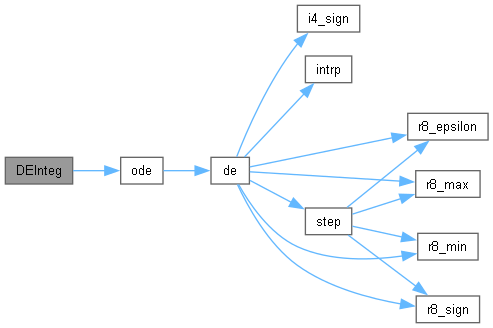 i4_sign
intrp
r8_epsilon
DEInteg
ode
de
r8_max
step
r8_min
r8_sign